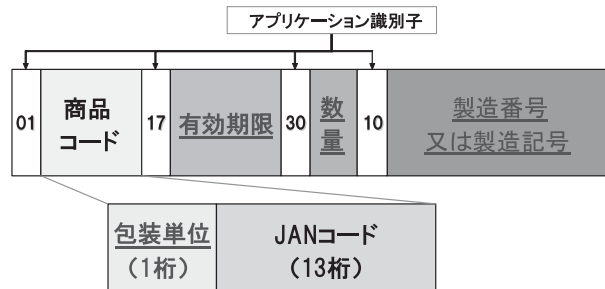 アプリケーション識別子
01
商品
コード
17
有効期限
30
数
量
10
製造番号
又は製造記号
包装単位
（1桁）
JANコード
（13桁）